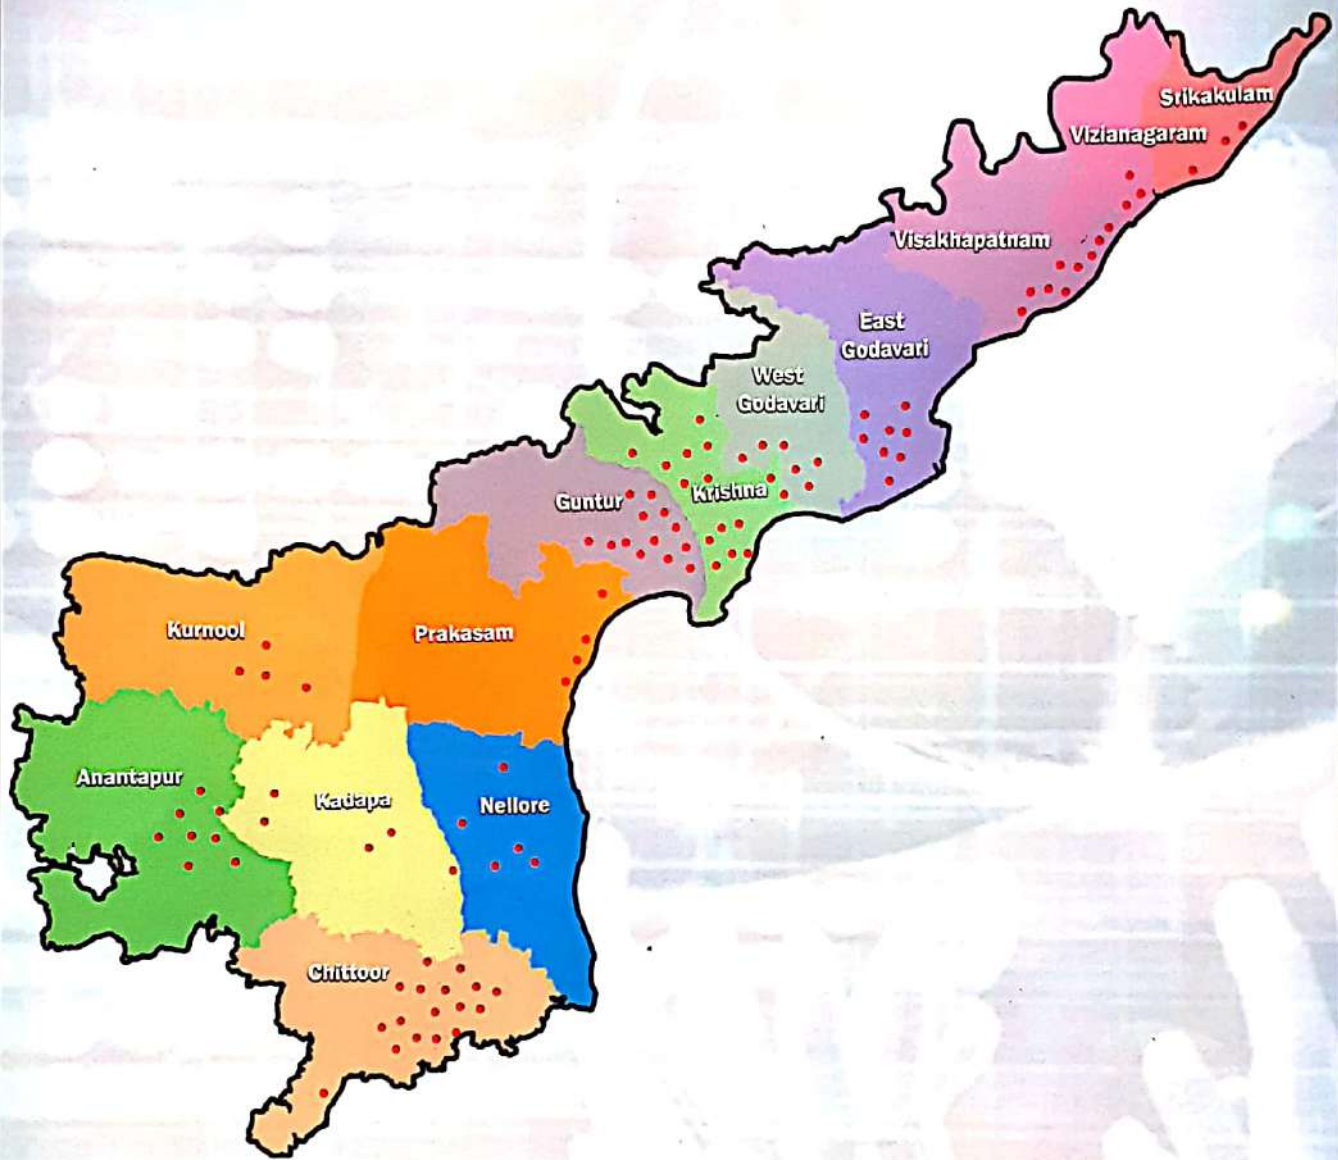 Srikakulam
Vizianagaram
Visakhapatnam
East
Godavari
West
Godavari
Krishna
Guntur
Kurnool
Prakasam
Anantapur
Kadapa
Nellore
Chittoor